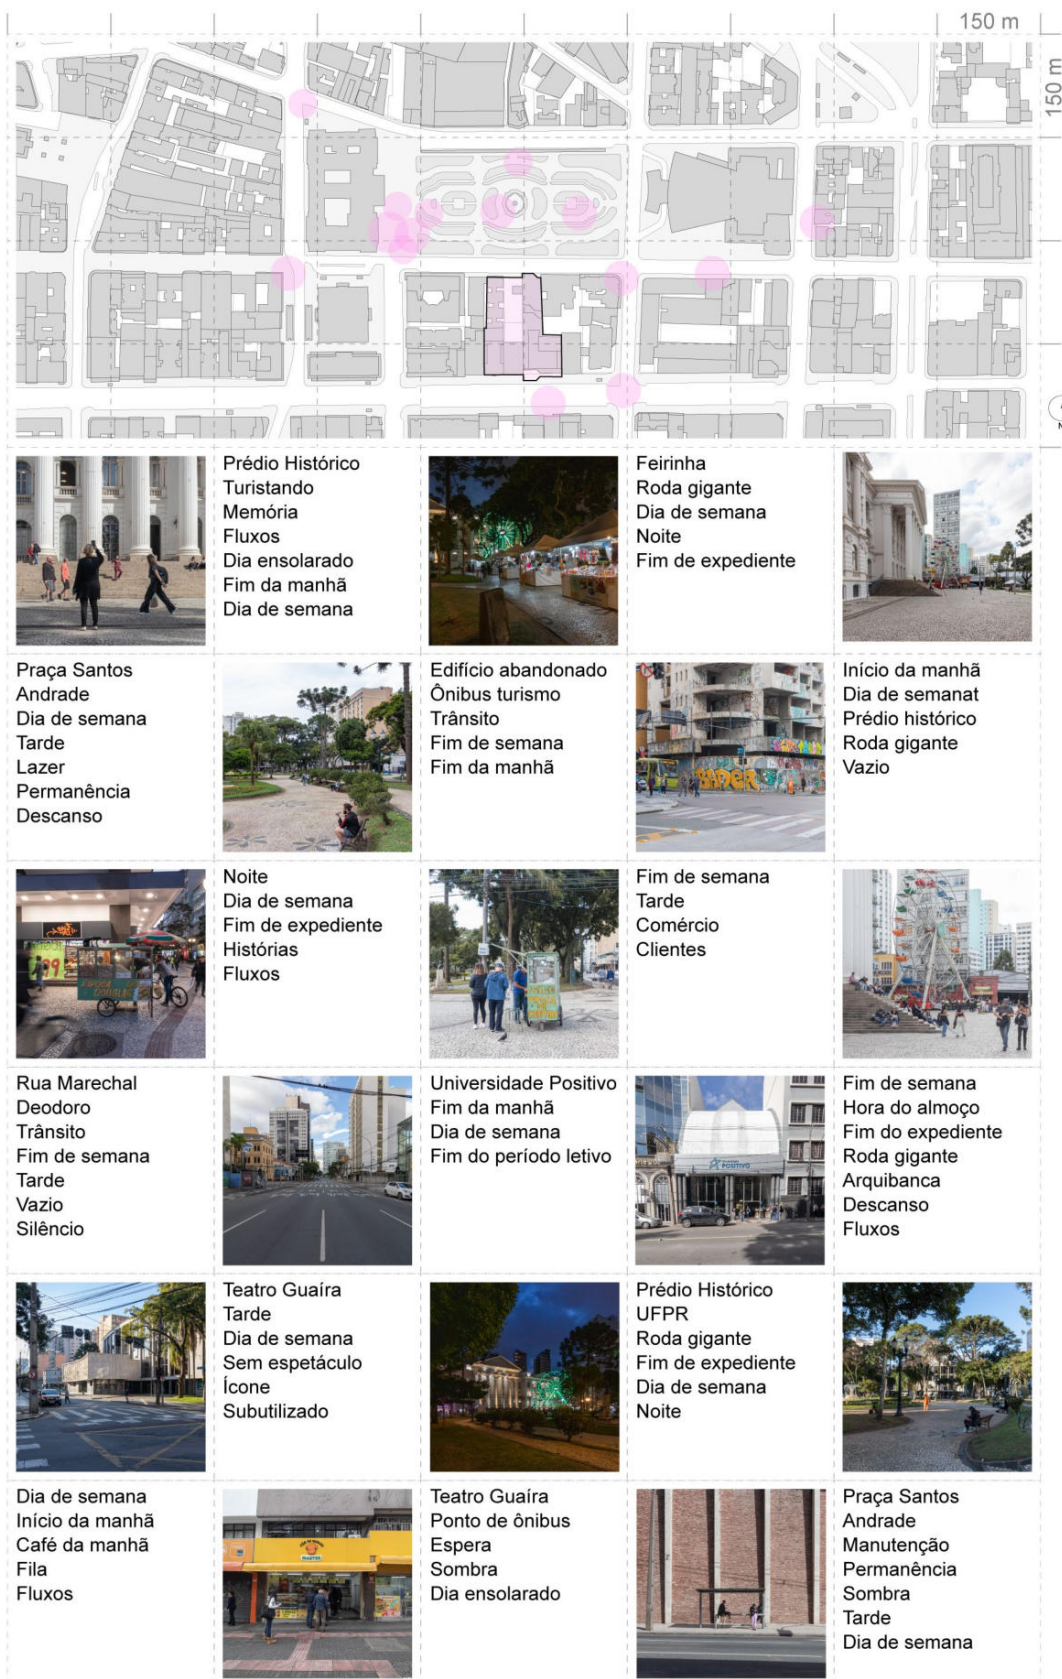 150 m
150 m
N
Prédio Histórico
Turistando
Memória
Fluxos
Dia ensolarado
Fim da manhã
Dia de semana
Feirinha
Roda gigante
Dia de semana
Noite
Fim de expediente
Praça Santos
Andrade
Dia de semana
Tarde
Lazer
Permanência
Descanso
Edifício abandonado
Ônibus turismo
Trânsito
Fim de semana
Fim da manhã
Início da manhã
Dia de semanat
Prédio histórico
Roda gigante
Vazio
99
Noite
Dia de semana
Fim de expediente
Histórias
Fluxos
Fim de semana
Tarde
Comércio
Clientes
Rua Marechal
Deodoro
Trânsito
Fim de semana
Tarde
Vazio
Silêncio
Universidade Positivo
Fim da manhã
Dia de semana
Fim do período letivo
POSITIVO
Fim de semana
Hora do almoço
Fim do expediente
Roda gigante
Arquibanca
Descanso
Fluxos
Teatro Guaíra
Tarde
Dia de semana
Sem espetáculo
Ícone
Subutilizado
Prédio Histórico
UFPR
Roda gigante
Fim de expediente
Dia de semana
Noite
Dia de semana
Início da manhã
Café da manhã
Fila
Fluxos
MASTER
Teatro Guaíra
Ponto de ônibus
Espera
Sombra
Dia ensolarado
Praça Santos
Andrade
Manutenção
Permanência
Sombra
Tarde
Dia de semana